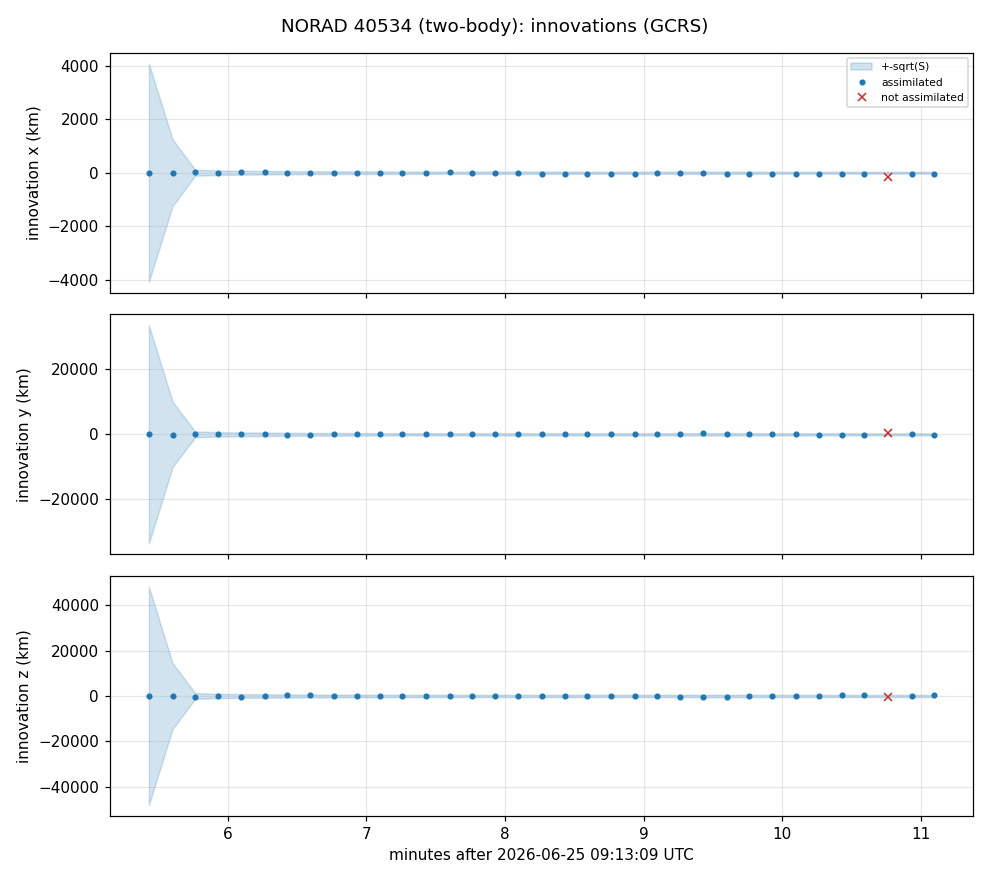 NORAD 40534 (two-body): innovations (GCRS)
4000
2000
0
−2000
−4000
innovation x (km)
+-sqrt(S)
assimilated
not assimilated
20000
0
−20000
innovation y (km)
40000
20000
0
−20000
−40000
innovation z (km)
6 7 8 9 10 11
minutes after 2026-06-25 09:13:09 UTC